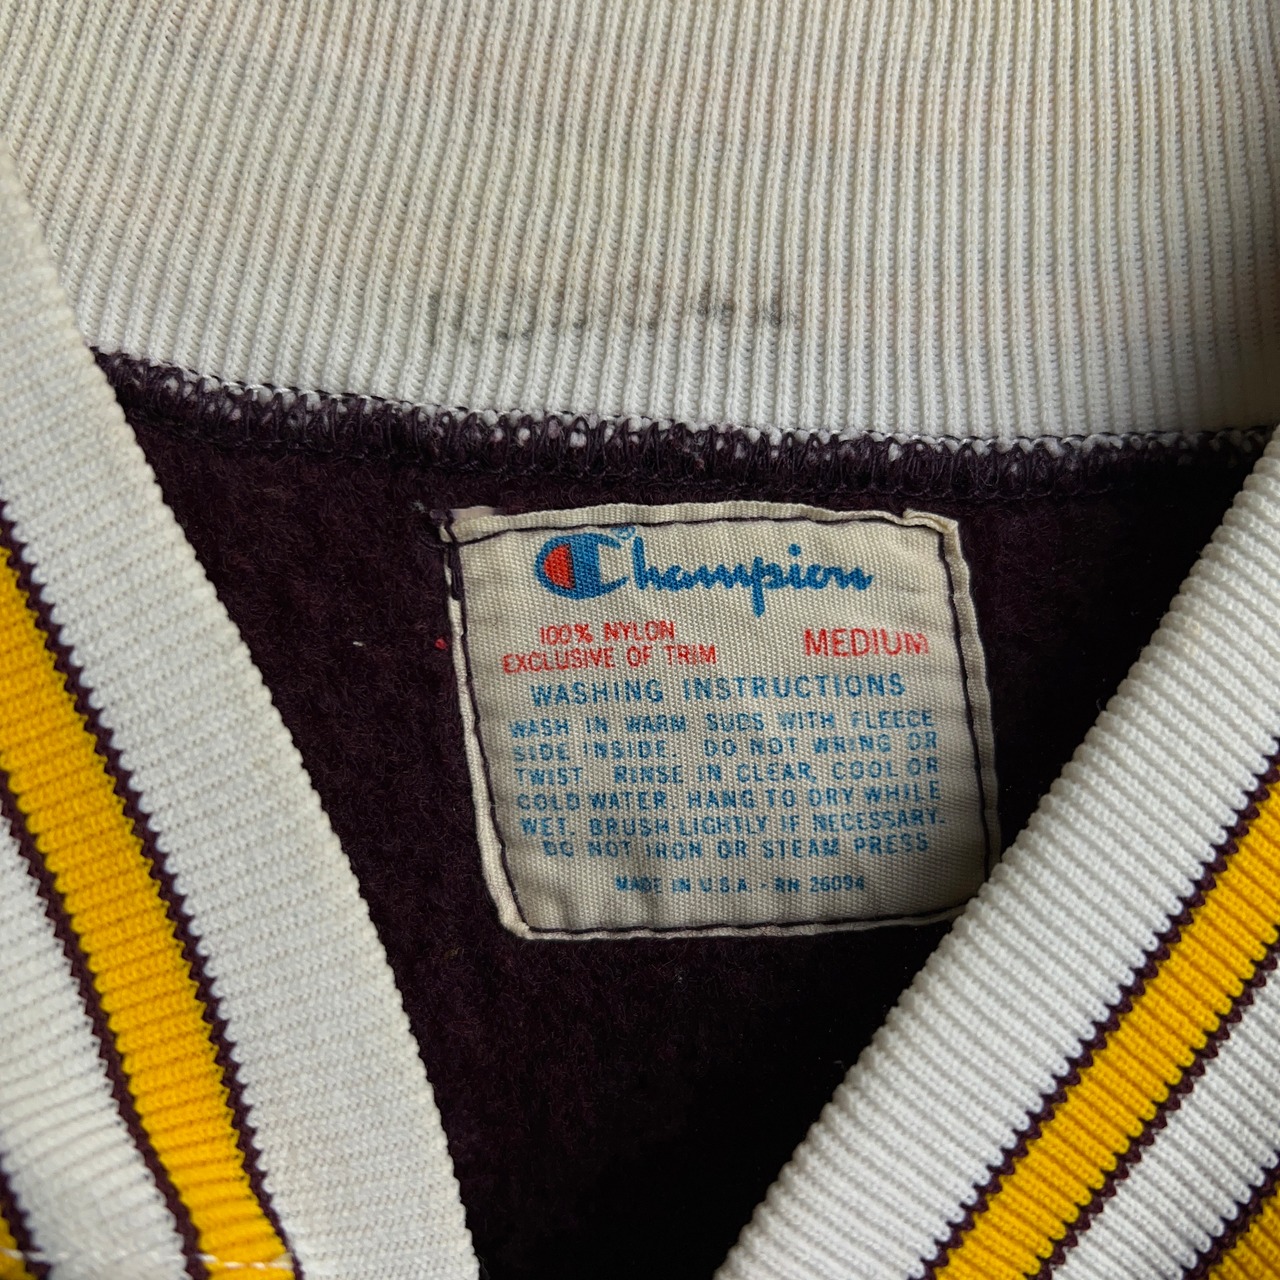 Champion
100% NYLON
EXCLUSIVE OF TRIM
MEDIUM
WASHING INSTRUCTIONS
WASH IN WARM SUDS WITH FLEECE
SIDE INSIDE. DO NOT WRING OR
TWIST. RINSE IN CLEAR, COOL OR
COLD WATER. HANG TO DRY WHILE
WET. BRUSH LIGHTLY IF NECESSARY.
DO NOT IRON OR STEAM PRESS
MADE IN U.S.A - RN 26094